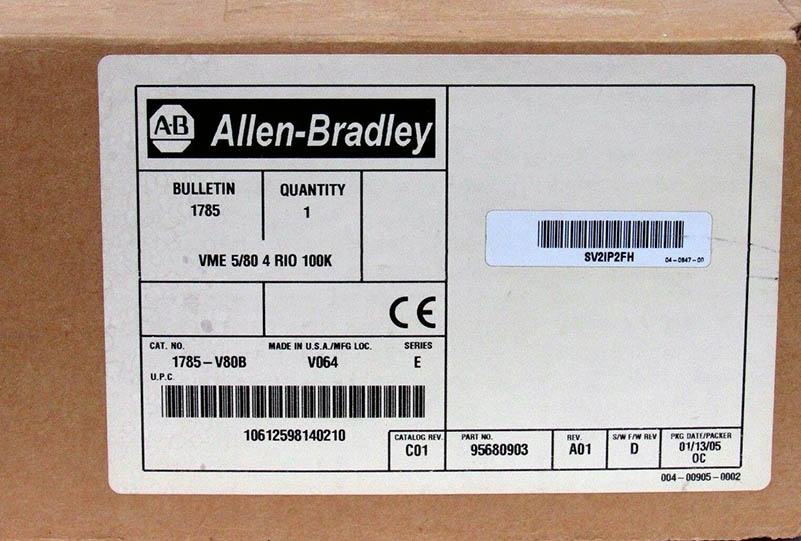 A-B Allen-Bradley
BULLETIN
1785
QUANTITY
1
VME 5/80 4 RIO 100K
CE
CAT. NO.
1785-V80B
MADE IN U.S.A./MFG LOC.
V064
SERIES
E
U.P.C.
10612598140210
CATALOG REV.
C01
PART NO.
95680903
REV.
A01
S/W F/W REV
D
PKG DATE/PACKER
01/13/05
OC
004-00905-0002
SV2IP2FH
04-0847-00